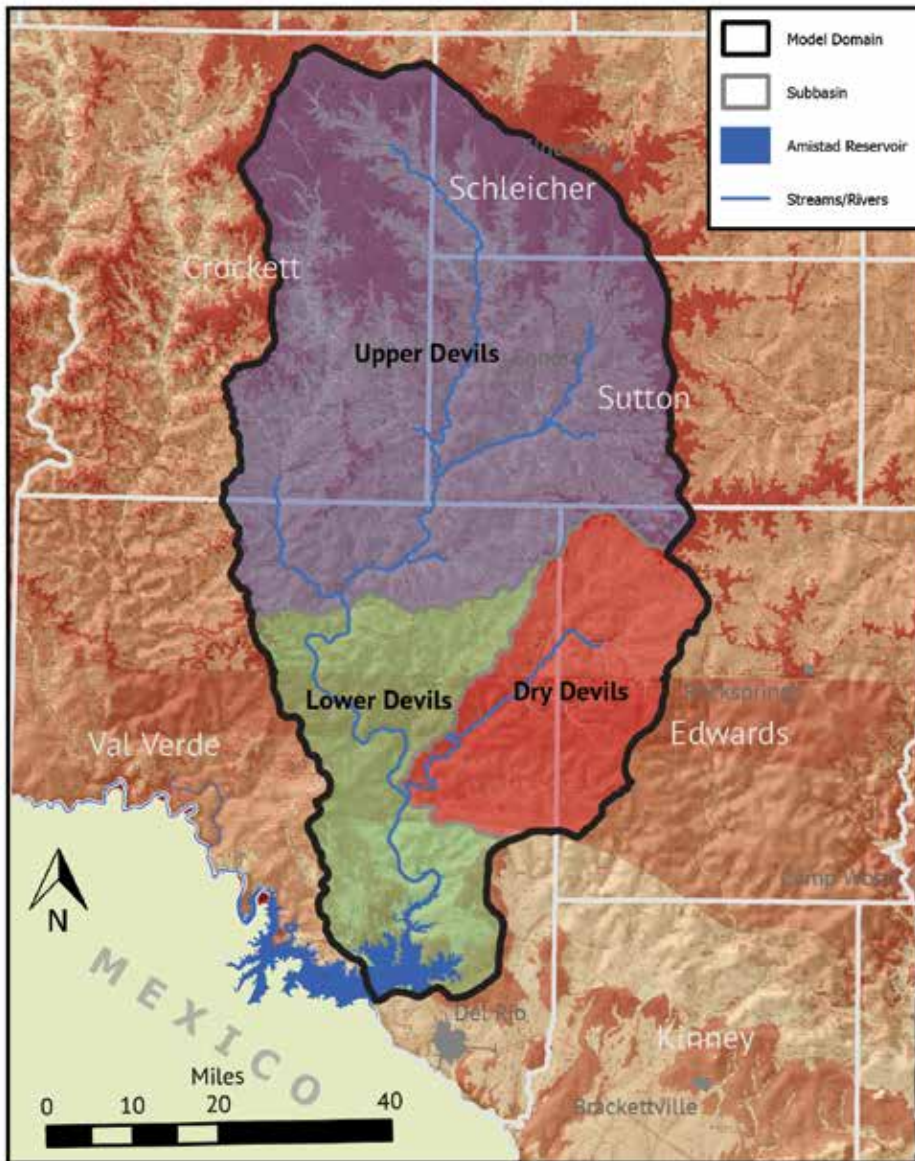 Model Domain
Subbasin
Amistad Reservoir
Streams/Rivers
Schleicher
Crockett
Upper Devils
Sonora
Sutton
Lower Devils
Dry Devils
Rocksprings
Edwards
Val Verde
Camp Wood
N
MEXICO
Del Rio
Kinney
Brackettville
Miles
0 10 20 40